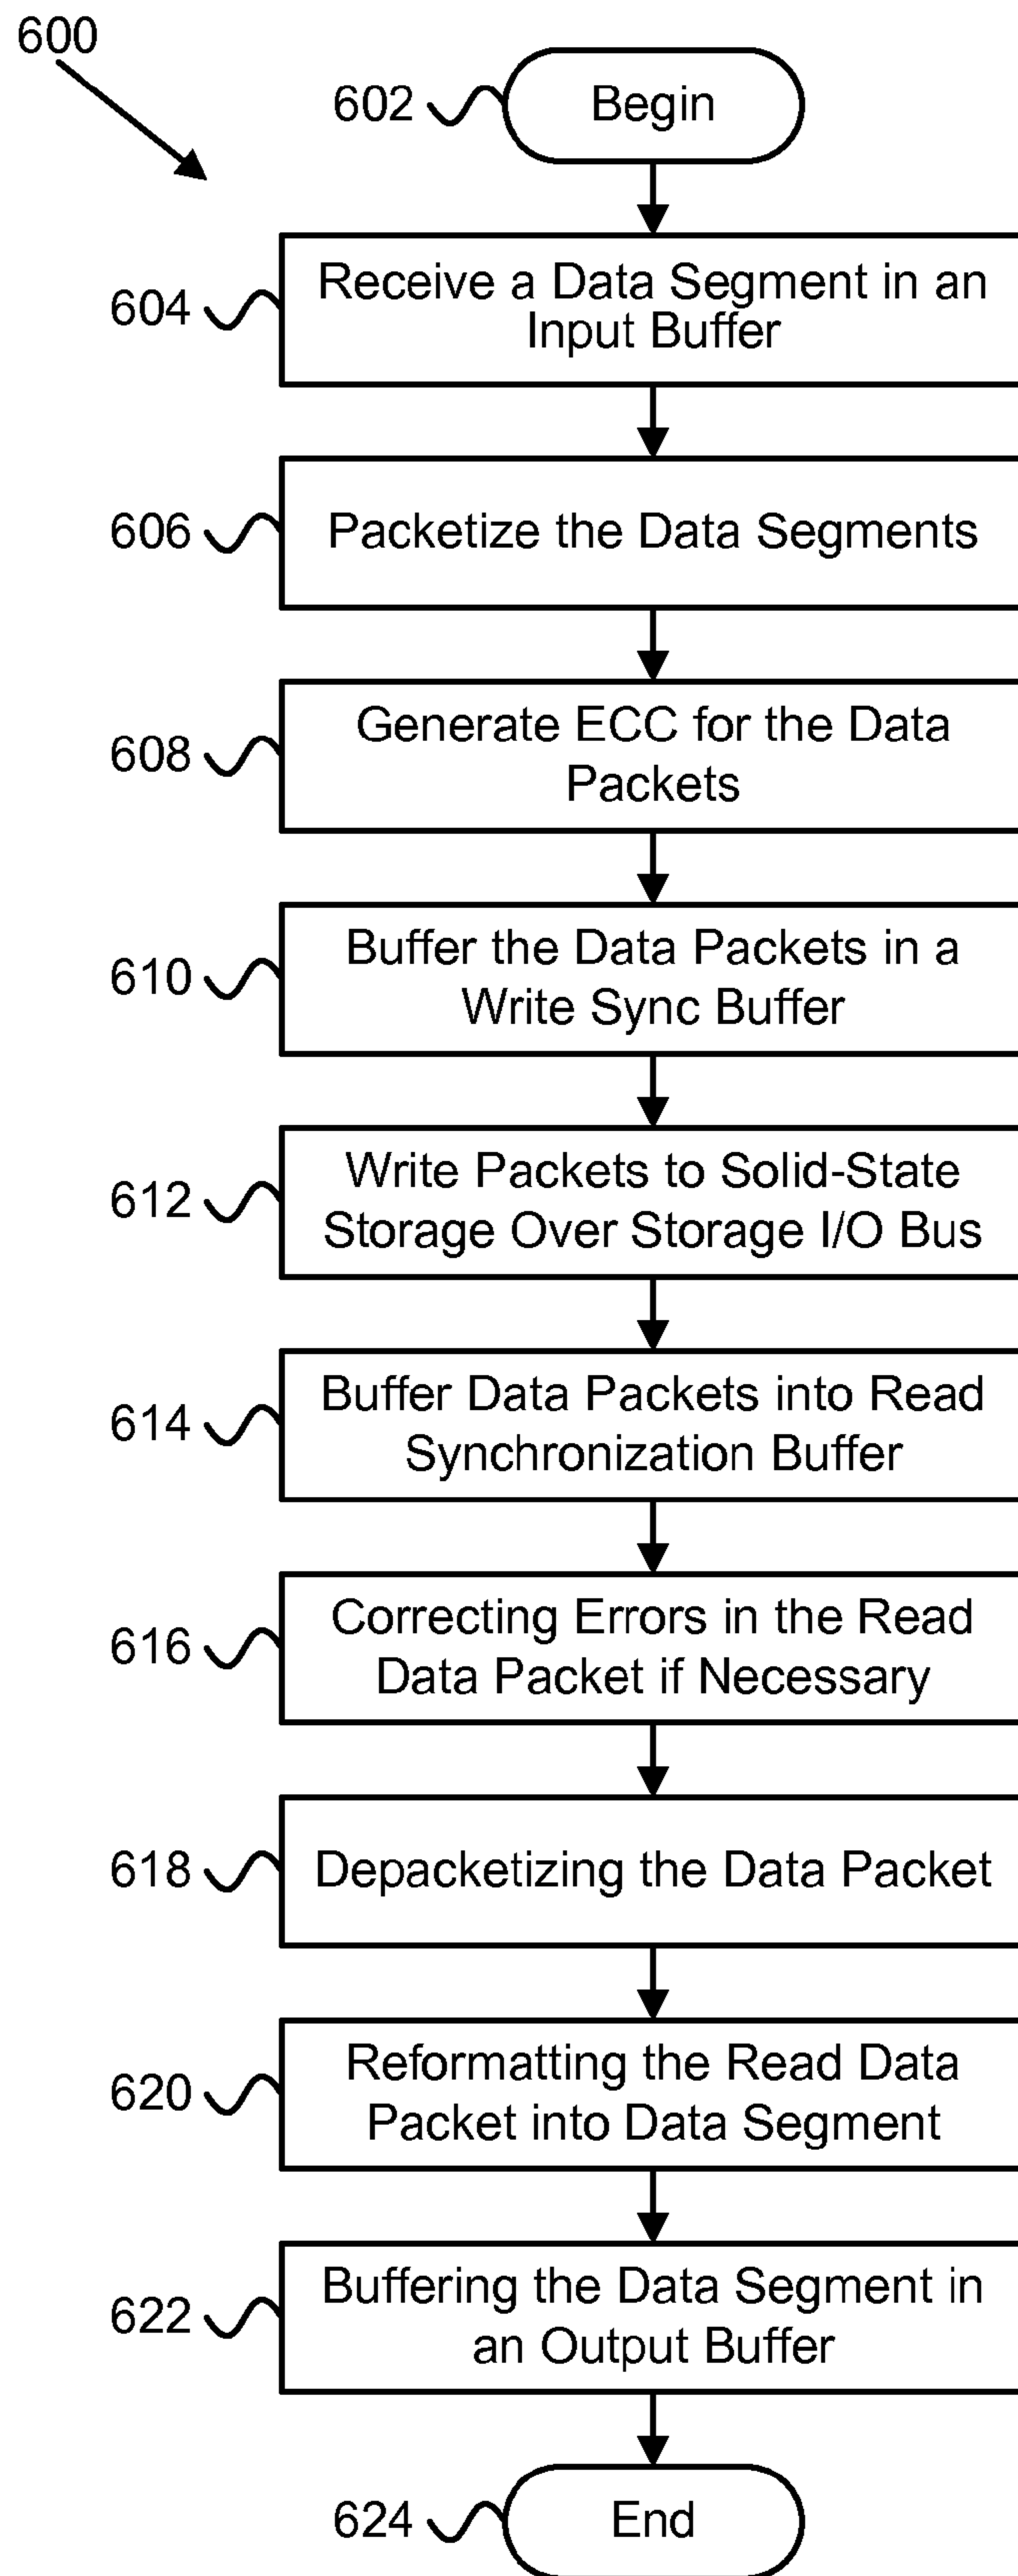 600
602
Begin
604
Receive a Data Segment in an
Input Buffer
606
Packetize the Data Segments
608
Generate ECC for the Data
Packets
610
Buffer the Data Packets in a
Write Sync Buffer
612
Write Packets to Solid-State
Storage Over Storage I/O Bus
614
Buffer Data Packets into Read
Synchronization Buffer
616
Correcting Errors in the Read
Data Packet if Necessary
618
Depacketizing the Data Packet
620
Reformatting the Read Data
Packet into Data Segment
622
Buffering the Data Segment in
an Output Buffer
624
End